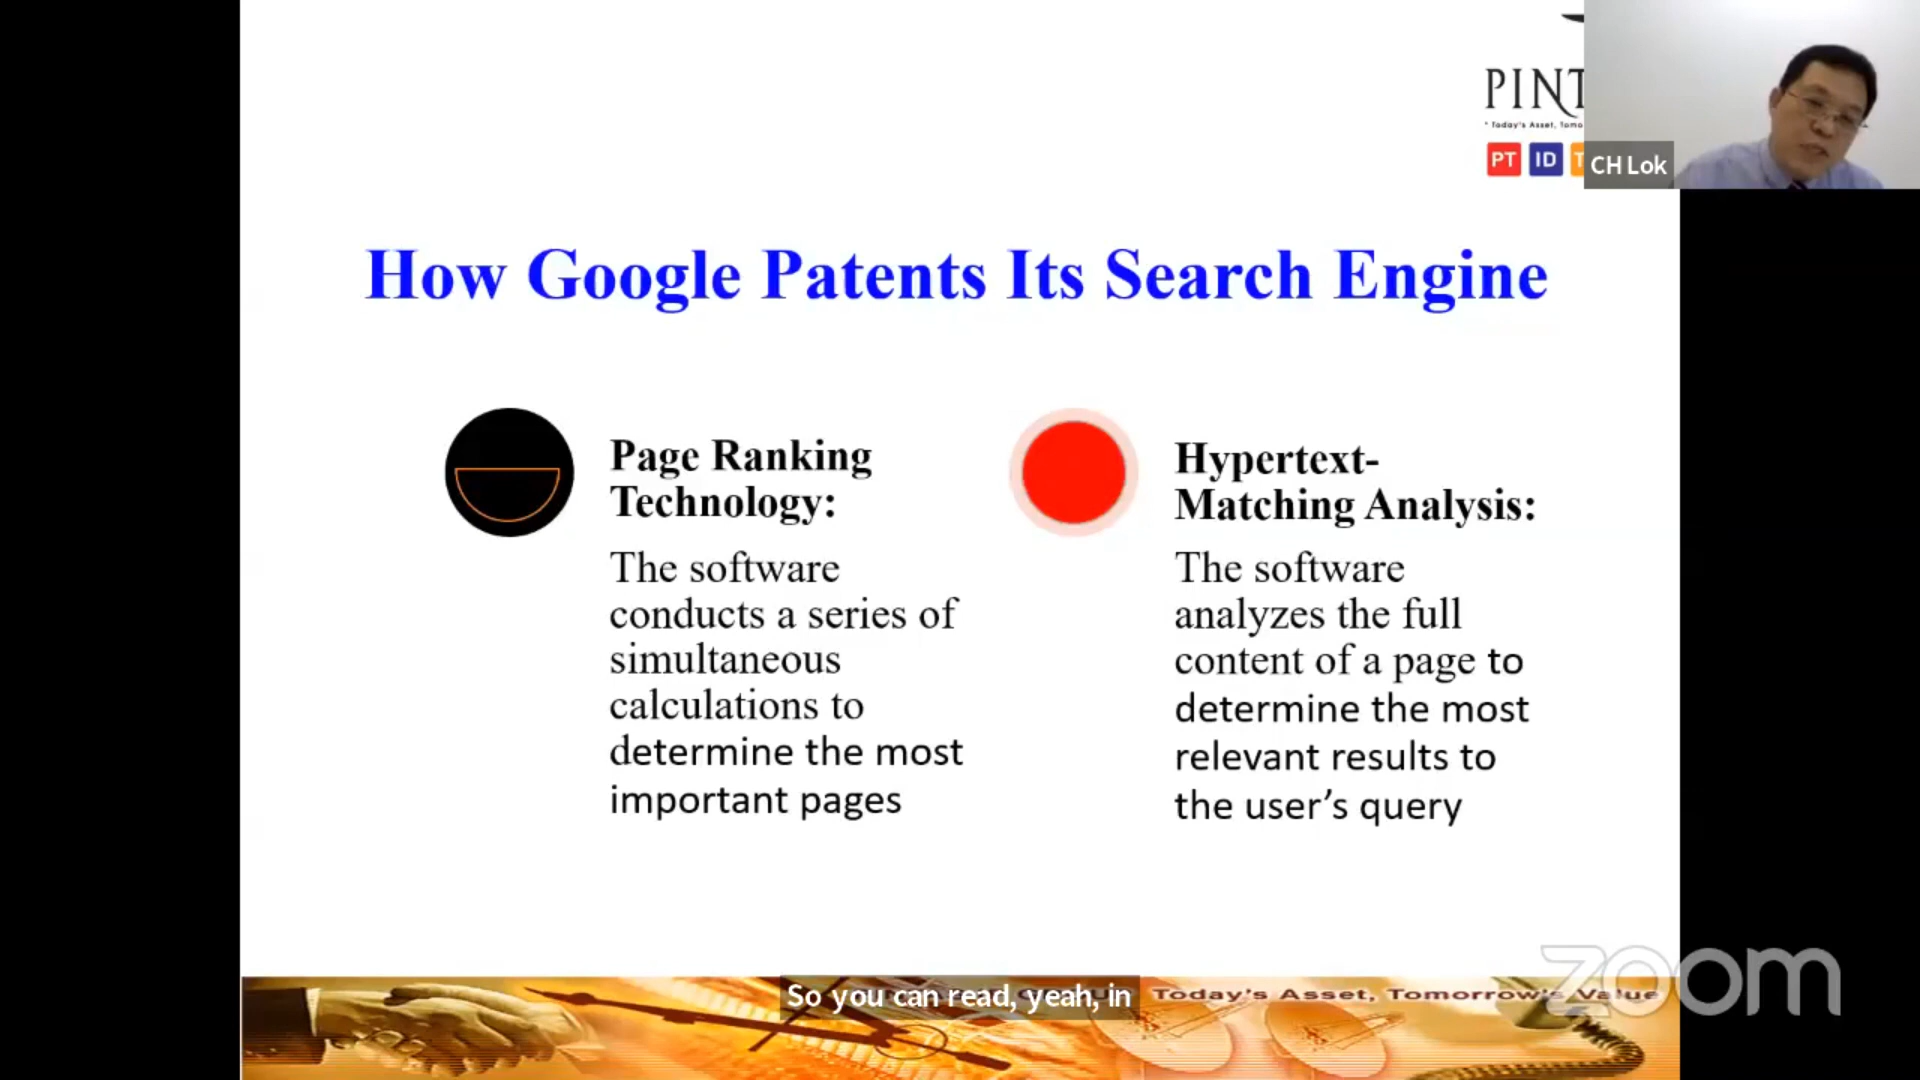 PINT
* Today's Asset, Tomo
PT ID T
CH Lok
How Google Patents Its Search Engine
Page Ranking
Technology:
The software
conducts a series of
simultaneous
calculations to
determine the most
important pages
Hypertext-
Matching Analysis:
The software
analyzes the full
content of a page to
determine the most
relevant results to
the user's query
So you can read, yeah, in
Today's Asset, Tomorrow's Value
zoom